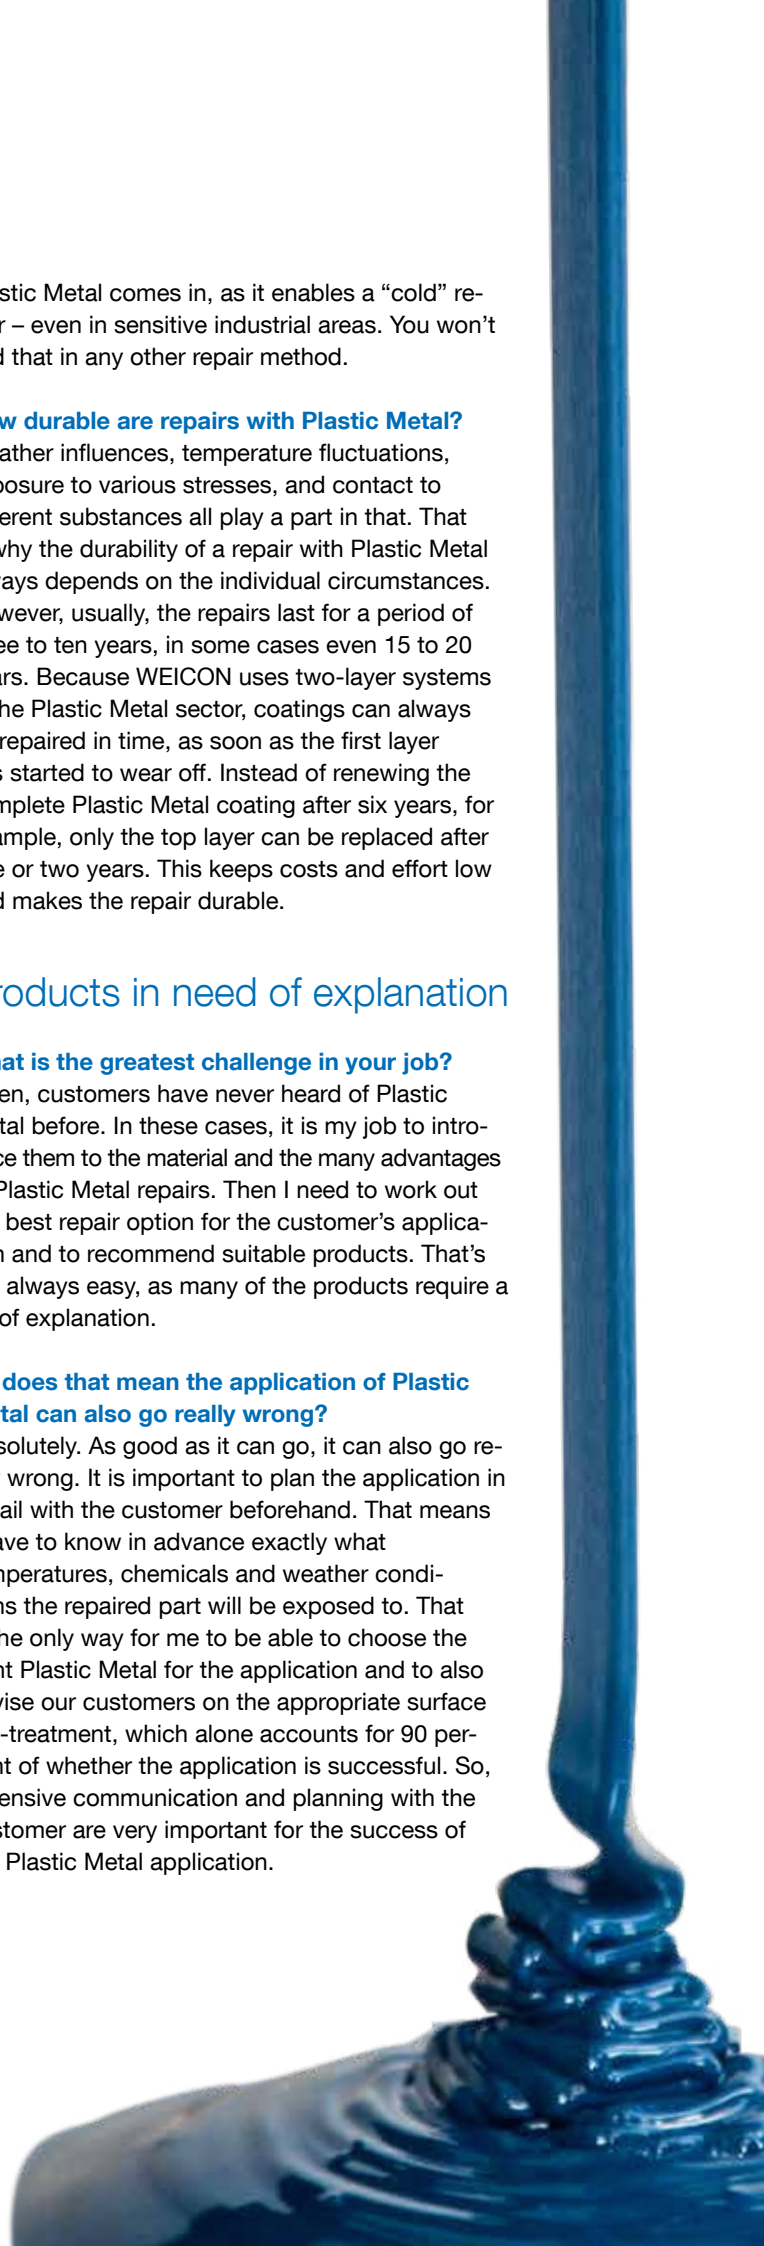 stic Metal comes in, as it enables a “cold” re-
r – even in sensitive industrial areas. You won’t
d that in any other repair method.
w durable are repairs with Plastic Metal?
ather influences, temperature fluctuations,
posure to various stresses, and contact to
erent substances all play a part in that. That
why the durability of a repair with Plastic Metal
ays depends on the individual circumstances.
wever, usually, the repairs last for a period of
ee to ten years, in some cases even 15 to 20
ars. Because WEICON uses two-layer systems
he Plastic Metal sector, coatings can always
repaired in time, as soon as the first layer
s started to wear off. Instead of renewing the
mplete Plastic Metal coating after six years, for
ample, only the top layer can be replaced after
e or two years. This keeps costs and effort low
d makes the repair durable.
roducts in need of explanation
at is the greatest challenge in your job?
en, customers have never heard of Plastic
tal before. In these cases, it is my job to intro-
ce them to the material and the many advantages
Plastic Metal repairs. Then I need to work out
best repair option for the customer’s applica-
n and to recommend suitable products. That’s
always easy, as many of the products require a
of explanation.
does that mean the application of Plastic
tal can also go really wrong?
solutely. As good as it can go, it can also go re-
wrong. It is important to plan the application in
ail with the customer beforehand. That means
ave to know in advance exactly what
mperatures, chemicals and weather condi-
ns the repaired part will be exposed to. That
he only way for me to be able to choose the
nt Plastic Metal for the application and to also
vise our customers on the appropriate surface
-treatment, which alone accounts for 90 per-
nt of whether the application is successful. So,
ensive communication and planning with the
stomer are very important for the success of
Plastic Metal application.